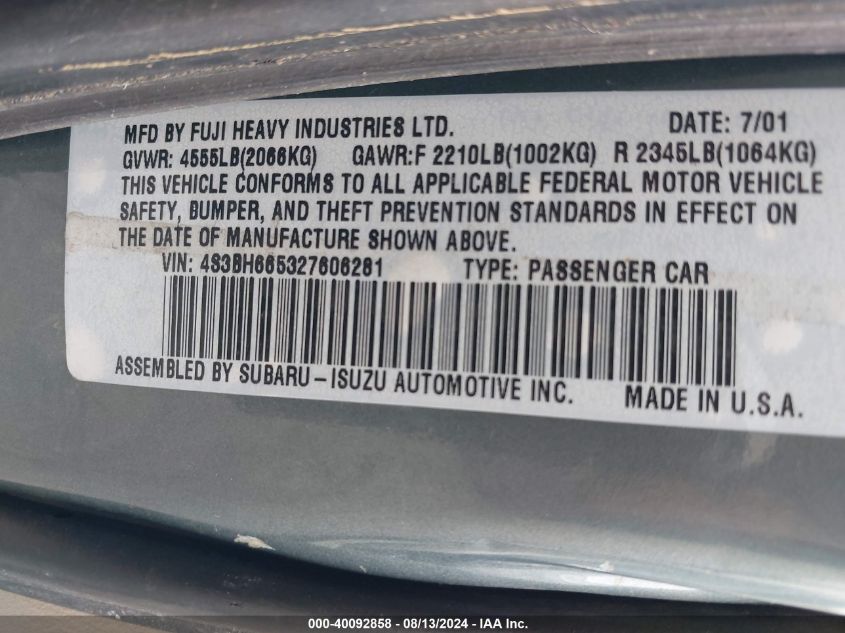 MFD BY FUJI HEAVY INDUSTRIES LTD. DATE: 7/01
GVWR: 4555LB(2066KG) GAWR:F 2210LB(1002KG) R 2345LB(1064KG)
THIS VEHICLE CONFORMS TO ALL APPLICABLE FEDERAL MOTOR VEHICLE
SAFETY, BUMPER, AND THEFT PREVENTION STANDARDS IN EFFECT ON
THE DATE OF MANUFACTURE SHOWN ABOVE.
VIN: 4S3BH665327606281 TYPE: PASSENGER CAR
ASSEMBLED BY SUBARU-ISUZU AUTOMOTIVE INC. MADE IN U.S.A.
000-40092858 - 08/13/2024 - IAA Inc.